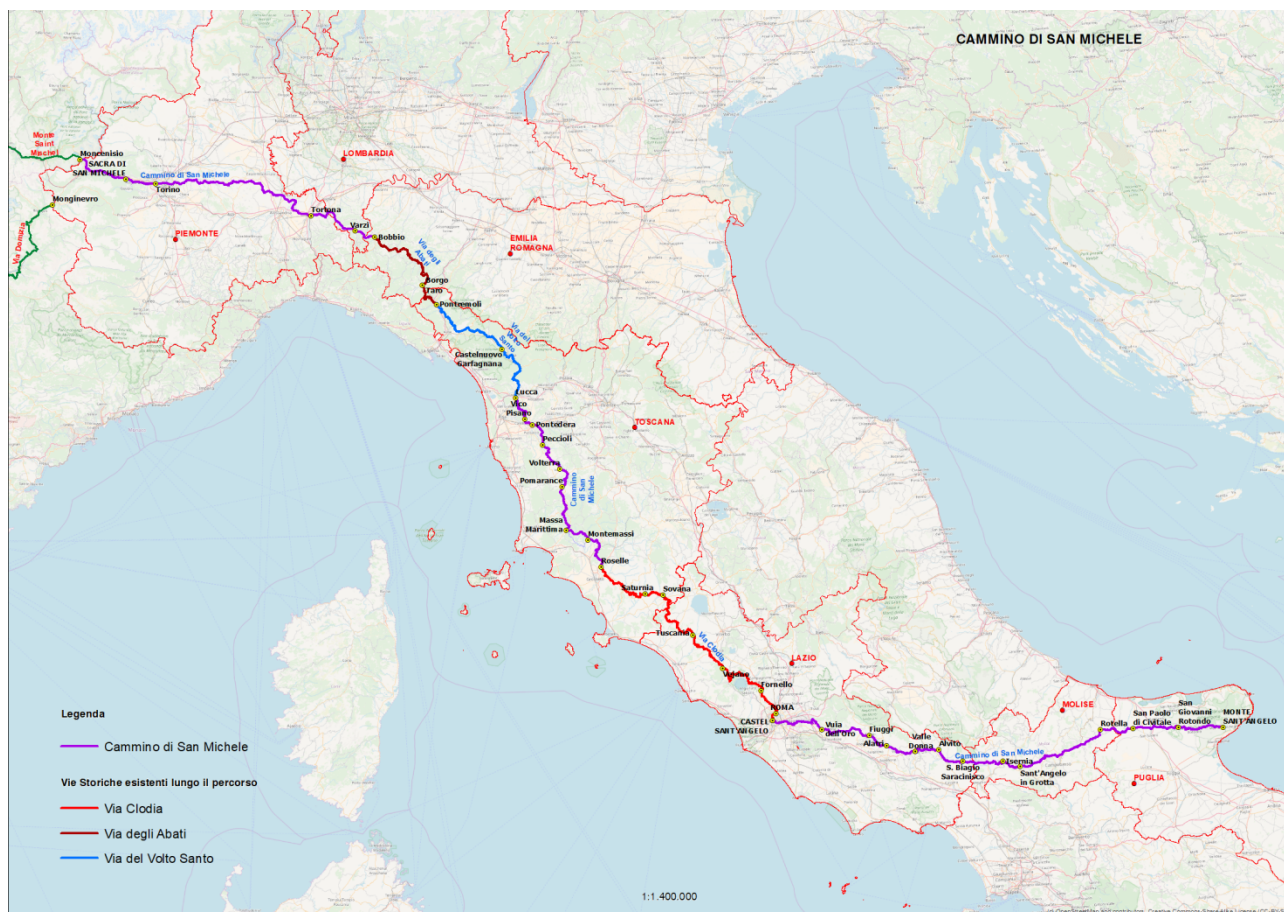 CAMMINO DI SAN MICHELE
Monte
Saint
Michel
Moncenisio
SACRA DI
SAN MICHELE
Cammino di San Michele
Torino
LOMBARDIA
Monginevro
Via Domizia
PIEMONTE
Tortona
Varzi
Bobbio
Via degli
Abati
EMILIA
ROMAGNA
Borgo
Taro
Pontremoli
Via del
Volto
Santo
Castelnuovo
Garfagnana
Lucca
Vico
Pisano
Pontedera
TOSCANA
Peccioli
Volterra
Pomarance
Cammino
di San
Michele
Massa
Marittima
Montemassi
Roselle
Saturnia
Sovana
Tuscania
Via Clodia
LAZIO
Fornello
ROMA
CASTEL
SANT'ANGELO
Vuia
dell'Oro
Fiuggi
Alatri
Valle
Donna
Alvito
S. Biagio
Saracinisco
Cammino di San Michele
Isernia
Sant'Angelo
in Grotta
MOLISE
Rotella
San Paolo
di Civitale
San
Giovanni
Rotondo
MONTE
SANT'ANGELO
PUGLIA
Legenda
Cammino di San Michele
Vie Storiche esistenti lungo il percorso
Via Clodia
Via degli Abati
Via del Volto Santo
1:1.400.000